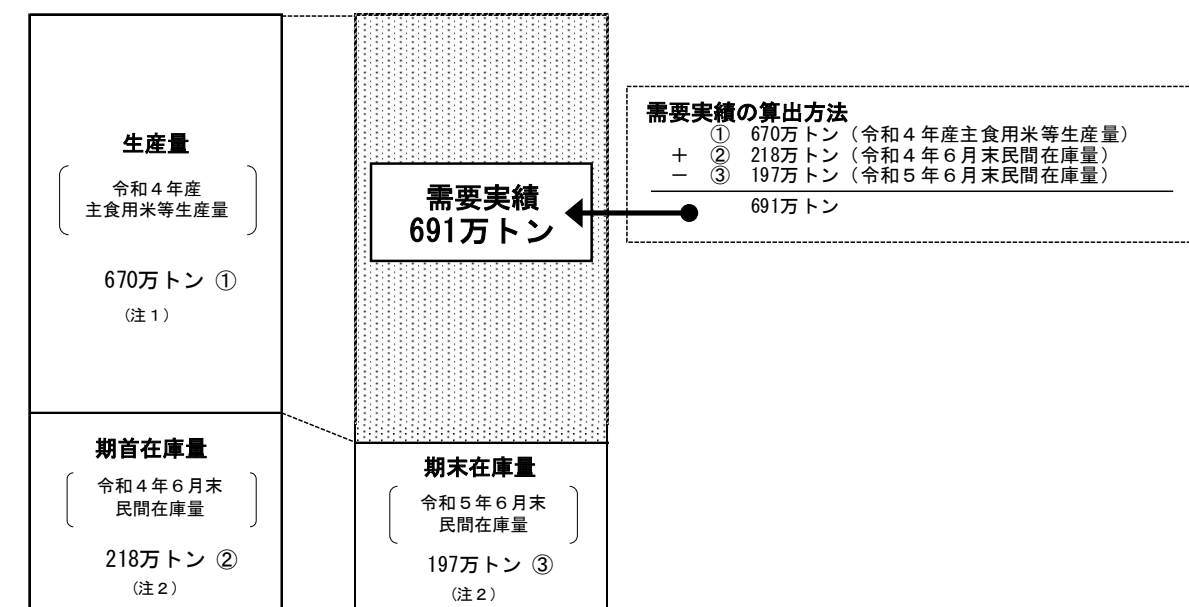 生産量
令和４年産
主食用米等生産量
670万トン ①
（注１）
期首在庫量
令和４年６月末
民間在庫量
218万トン ②
（注２）
需要実績
691万トン
期末在庫量
令和５年６月末
民間在庫量
197万トン ③
（注２）
需要実績の算出方法
① 670万トン（令和４年産主食用米等生産量）
＋ ② 218万トン（令和４年６月末民間在庫量）
－ ③ 197万トン（令和５年６月末民間在庫量）
691万トン